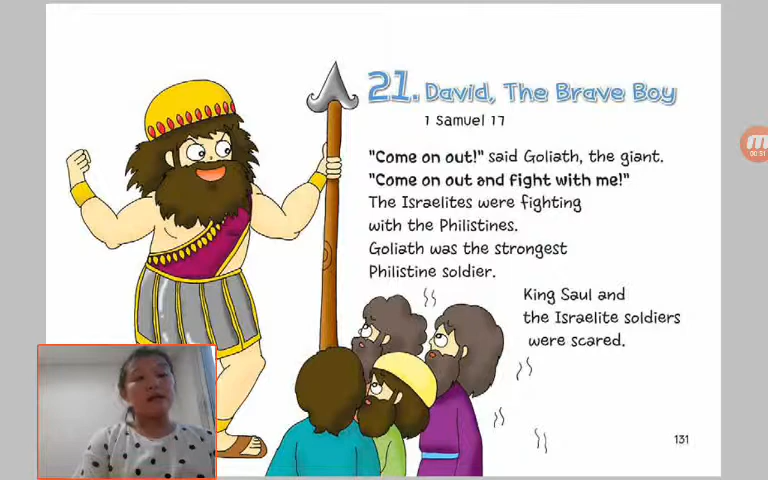 21. David, The Brave Boy
1 Samuel 17
"Come on out!" said Goliath, the giant.
"Come on out and fight with me!"
The Israelites were fighting
with the Philistines.
Goliath was the strongest
Philistine soldier.
King Saul and
the Israelite soldiers
were scared.
131
00:51